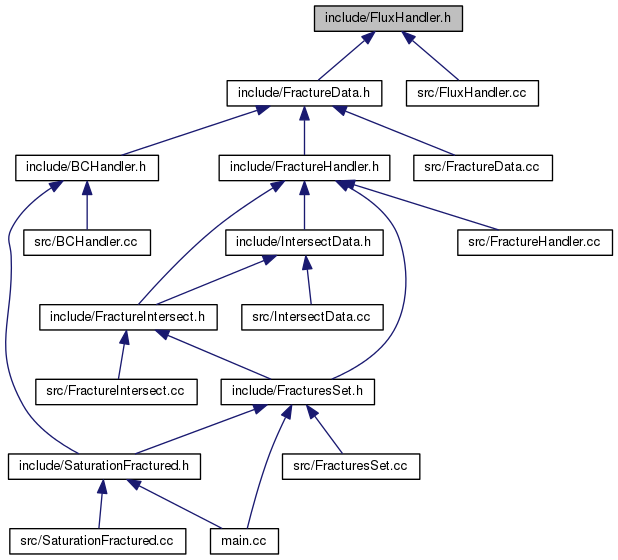 include/FluxHandler.h
include/FractureData.h
src/FluxHandler.cc
include/BCHandler.h
include/FractureHandler.h
src/FractureData.cc
src/BCHandler.cc
include/IntersectData.h
src/FractureHandler.cc
include/FractureIntersect.h
src/IntersectData.cc
src/FractureIntersect.cc
include/FracturesSet.h
include/SaturationFractured.h
src/FracturesSet.cc
src/SaturationFractured.cc
main.cc